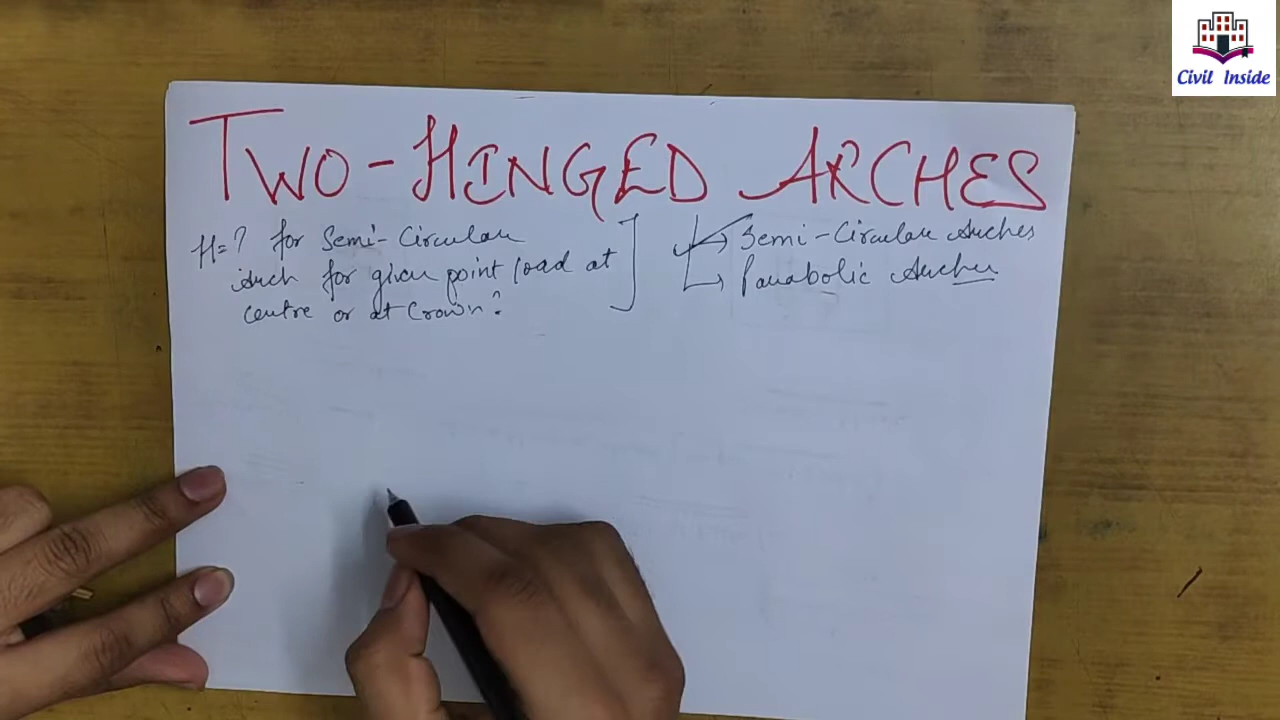 Civil Inside
TWO-HINGED ARCHES
H=? for Semi-Circular
Arch for given point load at
centre or at Crown?
Semi-Circular Arches
Parabolic Arches